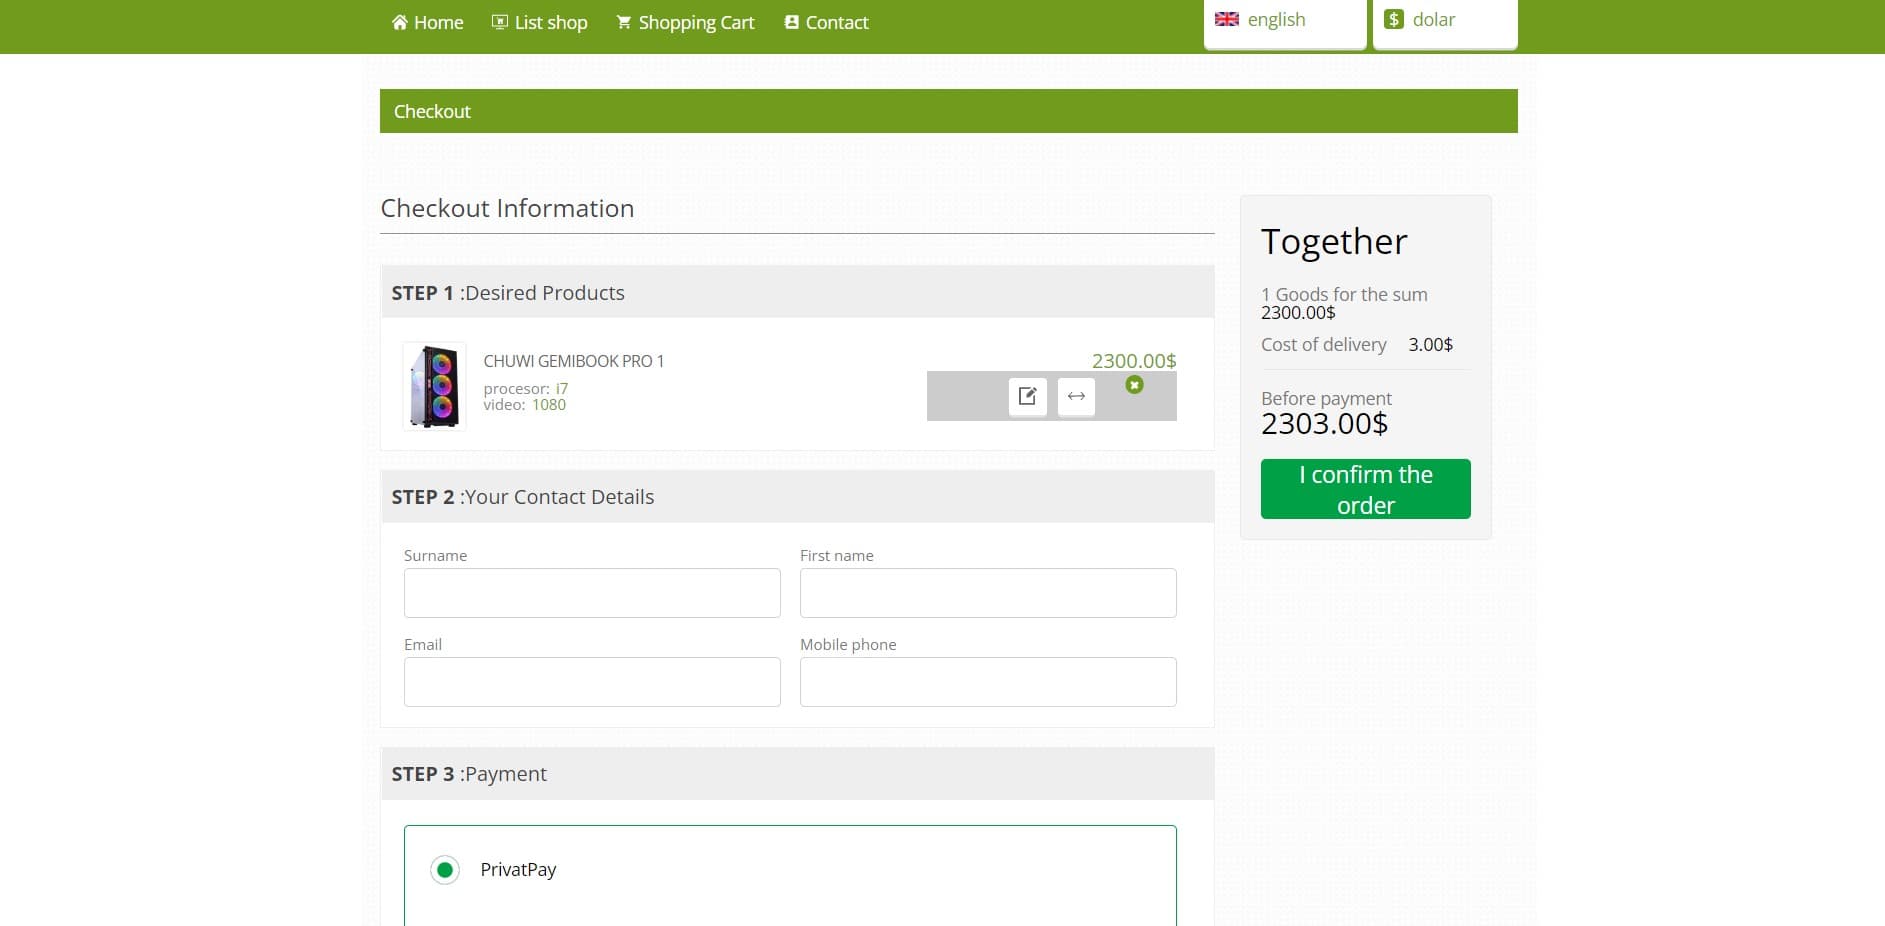 Home List shop Shopping Cart Contact english $ dolar
Checkout
Checkout Information
STEP 1 :Desired Products
CHUWI GEMIBOOK PRO 1
procesor: i7
video: 1080
2300.00$
STEP 2 :Your Contact Details
Surname
First name
Email
Mobile phone
STEP 3 :Payment
PrivatPay
Together
1 Goods for the sum
2300.00$
Cost of delivery 3.00$
Before payment
2303.00$
I confirm the
order